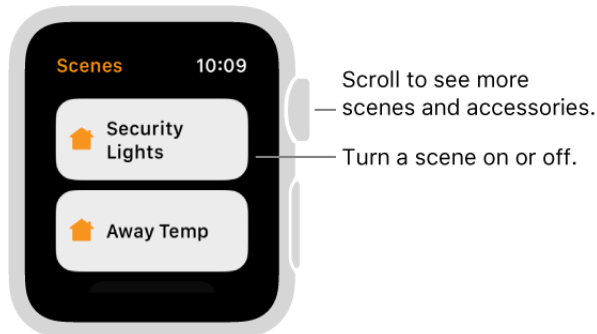 Scenes 10:09
Security
Lights
Away Temp
Scroll to see more
scenes and accessories.
Turn a scene on or off.